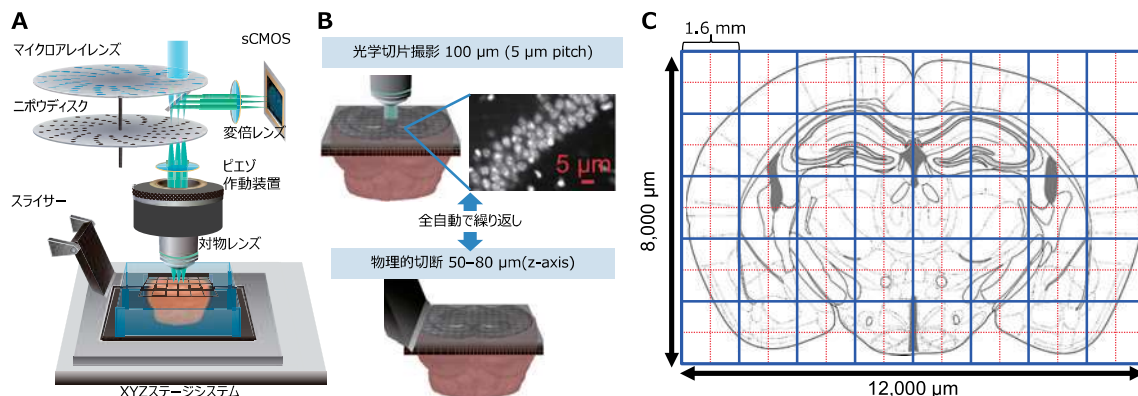 A
マイクロアレイレンズ
sCMOS
ニポウディスク
変倍レンズ
ピエゾ
作動装置
スライサー
対物レンズ
XYZステージシステム
B
光学切片撮影 100 μm (5 μm pitch)
5 μm
全自動で繰り返し
物理的切断 50–80 μm(z-axis)
C
1.6 mm
8,000 μm
12,000 μm